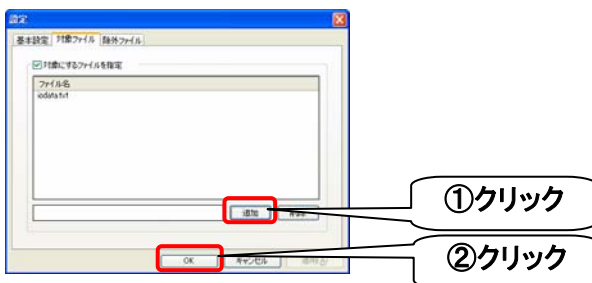 設定
基本設定 対象ファイル 除外ファイル
対象にするファイルを指定
ファイル名
iodata.txt
追加 削除
①クリック
OK キャンセル 適用(A)
②クリック